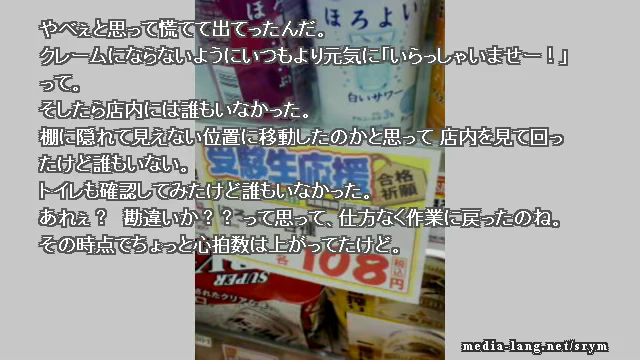 やべぇと思って慌てて出てったんだ。
クレームにならないようにいつもより元気に「いらっしゃいませー！」
って。
そしたら店内には誰もいなかった。
棚に隠れて見えない位置に移動したのかと思って 店内を見て回っ
たけど誰もいない。
トイレも確認してみたけど誰もいなかった。
あれぇ？　勘違いか？？ って思って、仕方なく作業に戻ったのね。
その時点でちょっと心拍数は上がってたけど。
ほろよい
白いサワー
受験生応援
合格
祈願
各108円
税込
SUPER
media-lang.net/srym